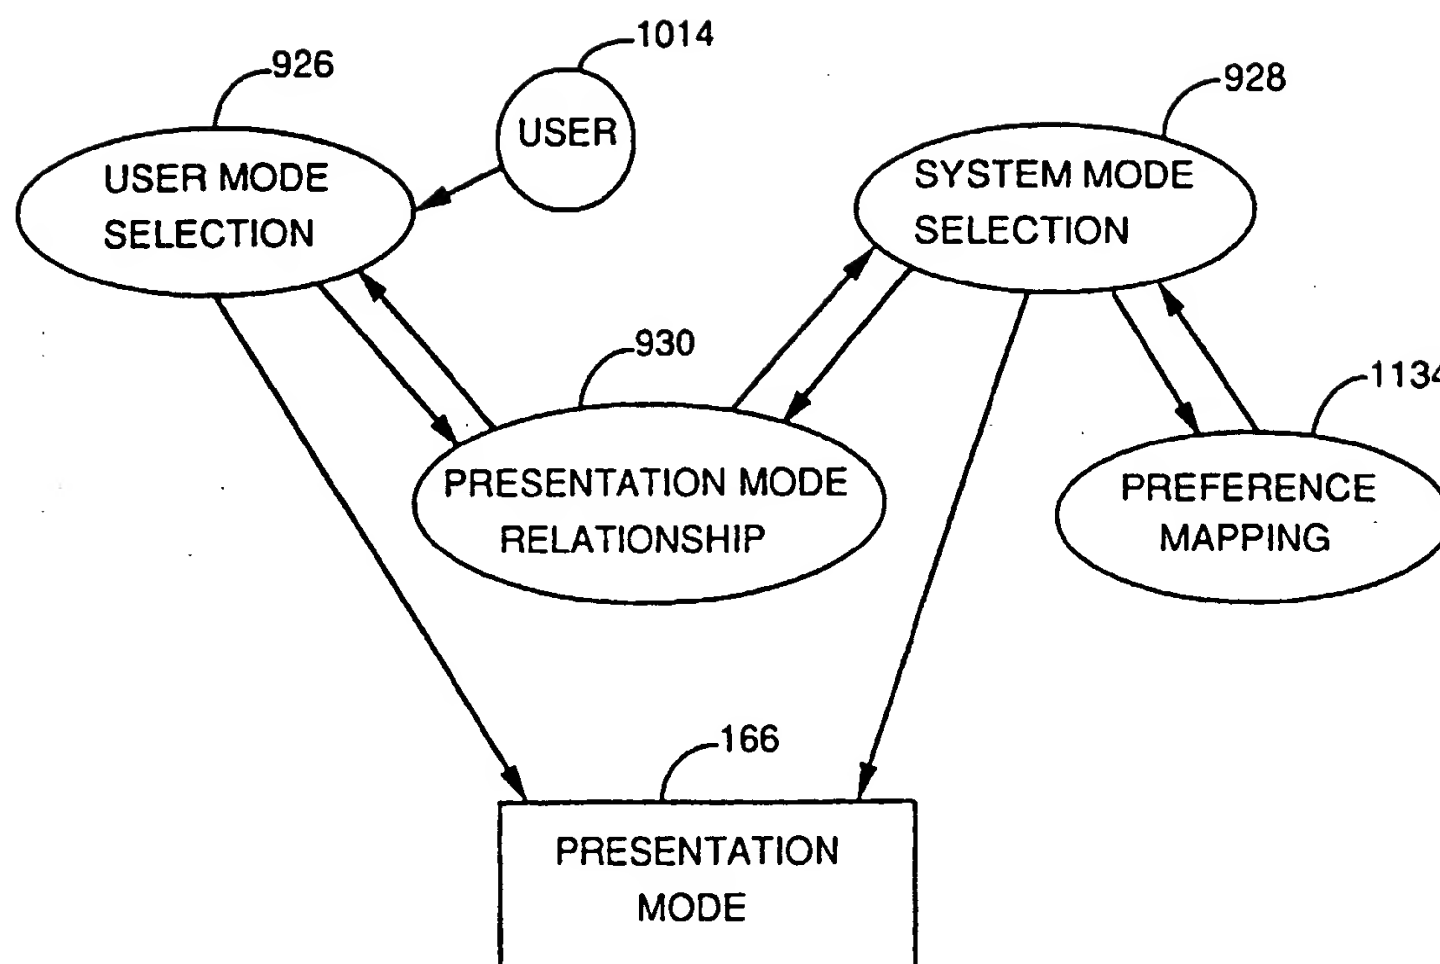 1014
926
928
USER
USER MODE
SELECTION
SYSTEM MODE
SELECTION
930
1134
PRESENTATION MODE
RELATIONSHIP
PREFERENCE
MAPPING
166
PRESENTATION
MODE